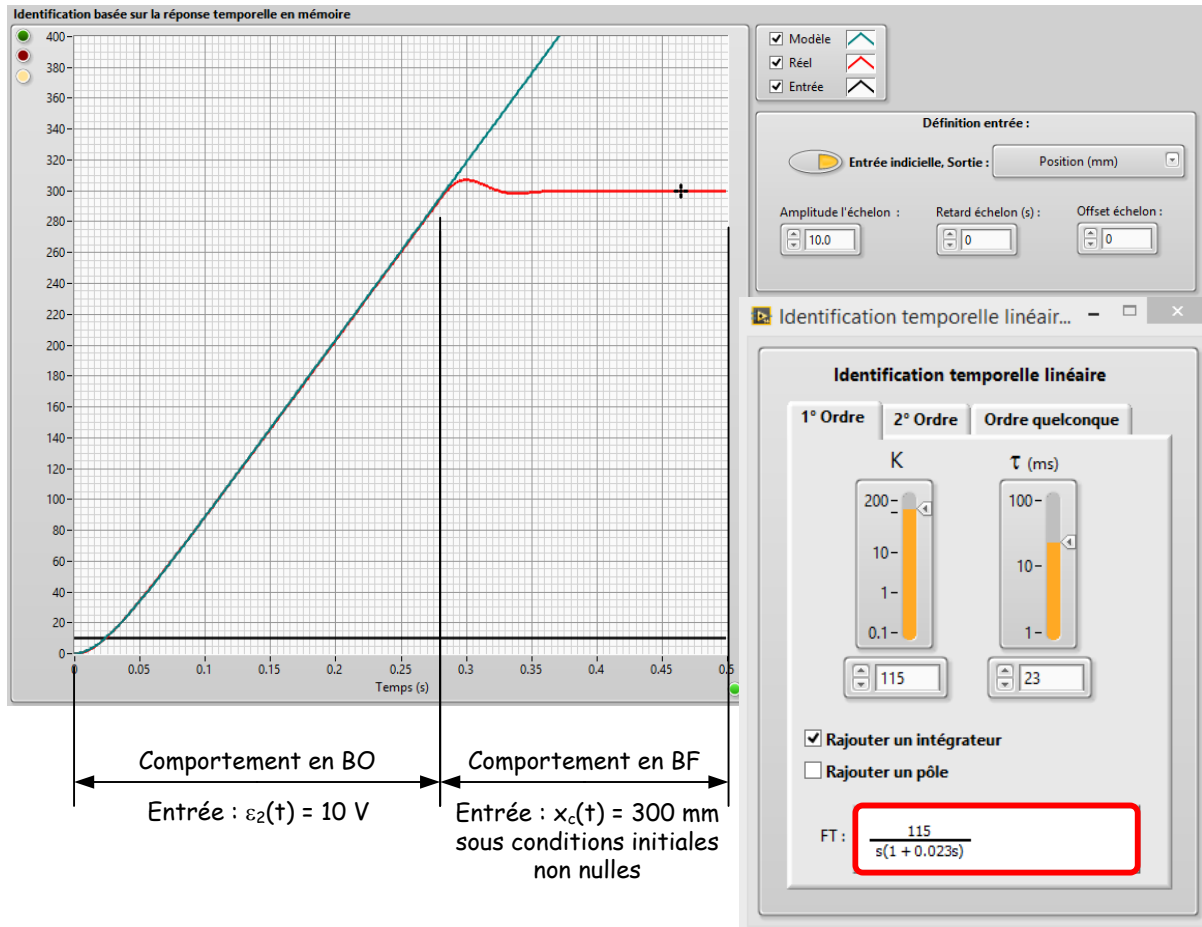 Identification basée sur la réponse temporelle en mémoire
400
380
360
340
320
300
280
260
240
220
200
180
160
140
120
100
80
60
40
20
0
0 0.05 0.1 0.15 0.2 0.25 0.3 0.35 0.4 0.45 0.5
Temps (s)
Modèle
Réel
Entrée
Définition entrée :
Entrée indicielle, Sortie : Position (mm)
Amplitude l'échelon : Retard échelon (s) : Offset échelon :
10.0 0 0
Identification temporelle linéair...
Identification temporelle linéaire
1° Ordre 2° Ordre Ordre quelconque
K τ (ms)
200 100
10 10
1
0.1 1
115 23
Rajouter un intégrateur
Rajouter un pôle
FT : 115
s(1 + 0.023s)
Comportement en BO
Entrée : ε₂(t) = 10 V
Comportement en BF
Entrée : x_c(t) = 300 mm
sous conditions initiales
non nulles